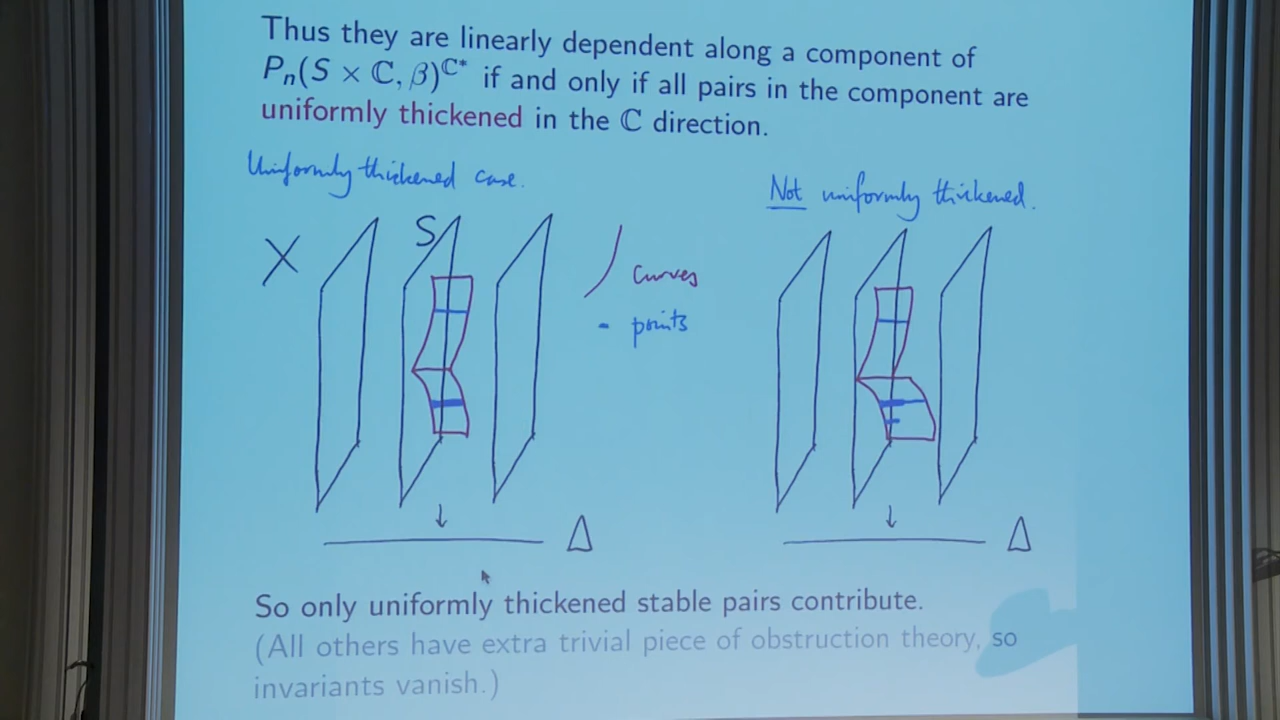 Thus they are linearly dependent along a component of
Pₙ(S × ℂ, β)^ℂ* if and only if all pairs in the component are
uniformly thickened in the ℂ direction.
Uniformly thickened case.
Not uniformly thickened.
X
S
curves
points
Δ
Δ
So only uniformly thickened stable pairs contribute.
(All others have extra trivial piece of obstruction theory, so
invariants vanish.)